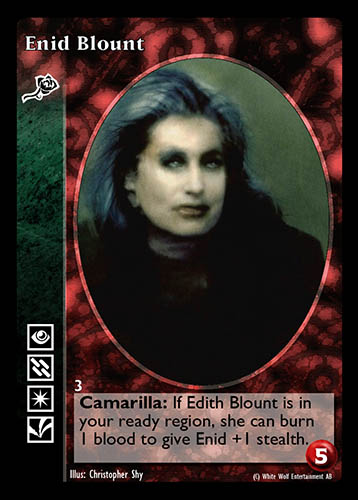 Enid Blount
3
Camarilla: If Edith Blount is in
your ready region, she can burn
1 blood to give Enid +1 stealth.
5
Illus: Christopher Shy
(C) White Wolf Entertainment AB